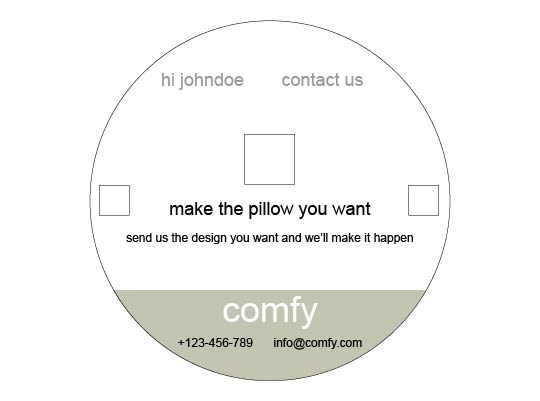 hi johndoe contact us
make the pillow you want
send us the design you want and we'll make it happen
comfy
+123-456-789 info@comfy.com